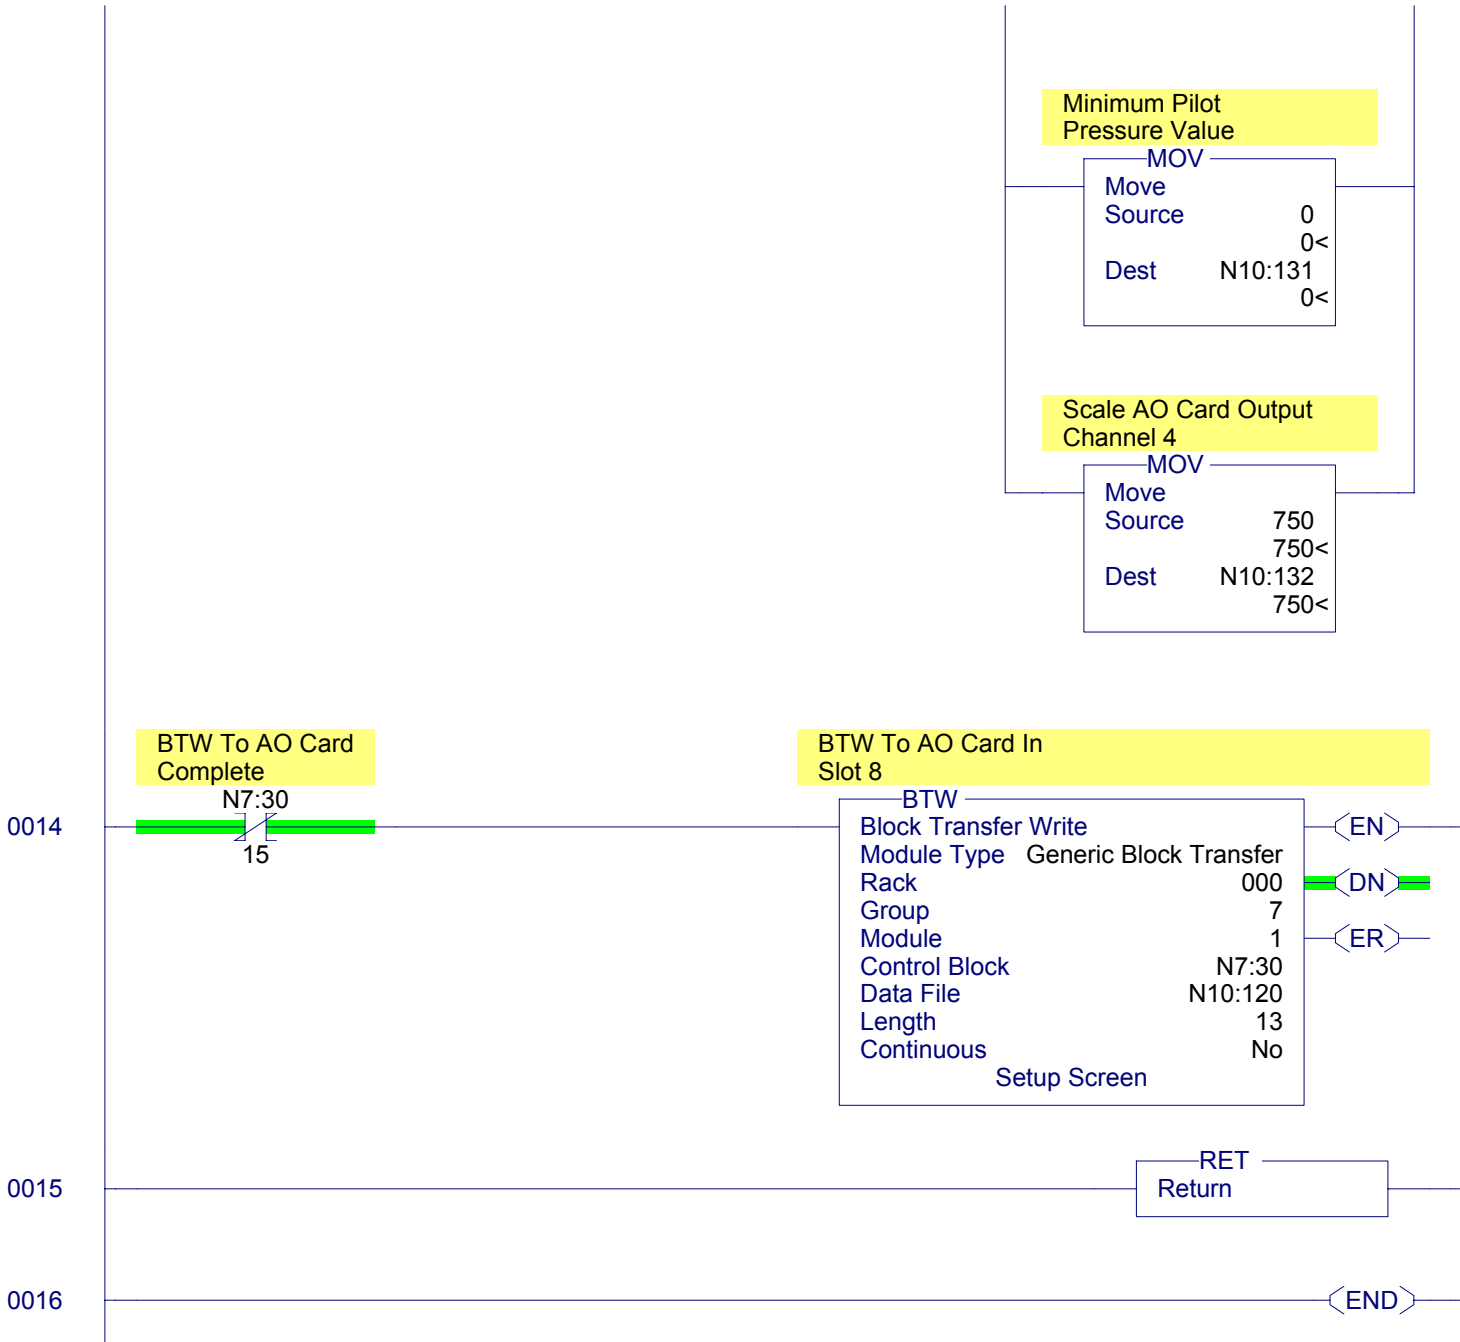 Minimum Pilot
Pressure Value
MOV
Move
Source 0
0<
Dest N10:131
0<
Scale AO Card Output
Channel 4
MOV
Move
Source 750
750<
Dest N10:132
750<
BTW To AO Card
Complete
N7:30
15
BTW To AO Card In
Slot 8
0014
BTW
Block Transfer Write
Module Type Generic Block Transfer
Rack 000
Group 7
Module 1
Control Block N7:30
Data File N10:120
Length 13
Continuous No
Setup Screen
EN
DN
ER
0015
RET
Return
0016
END